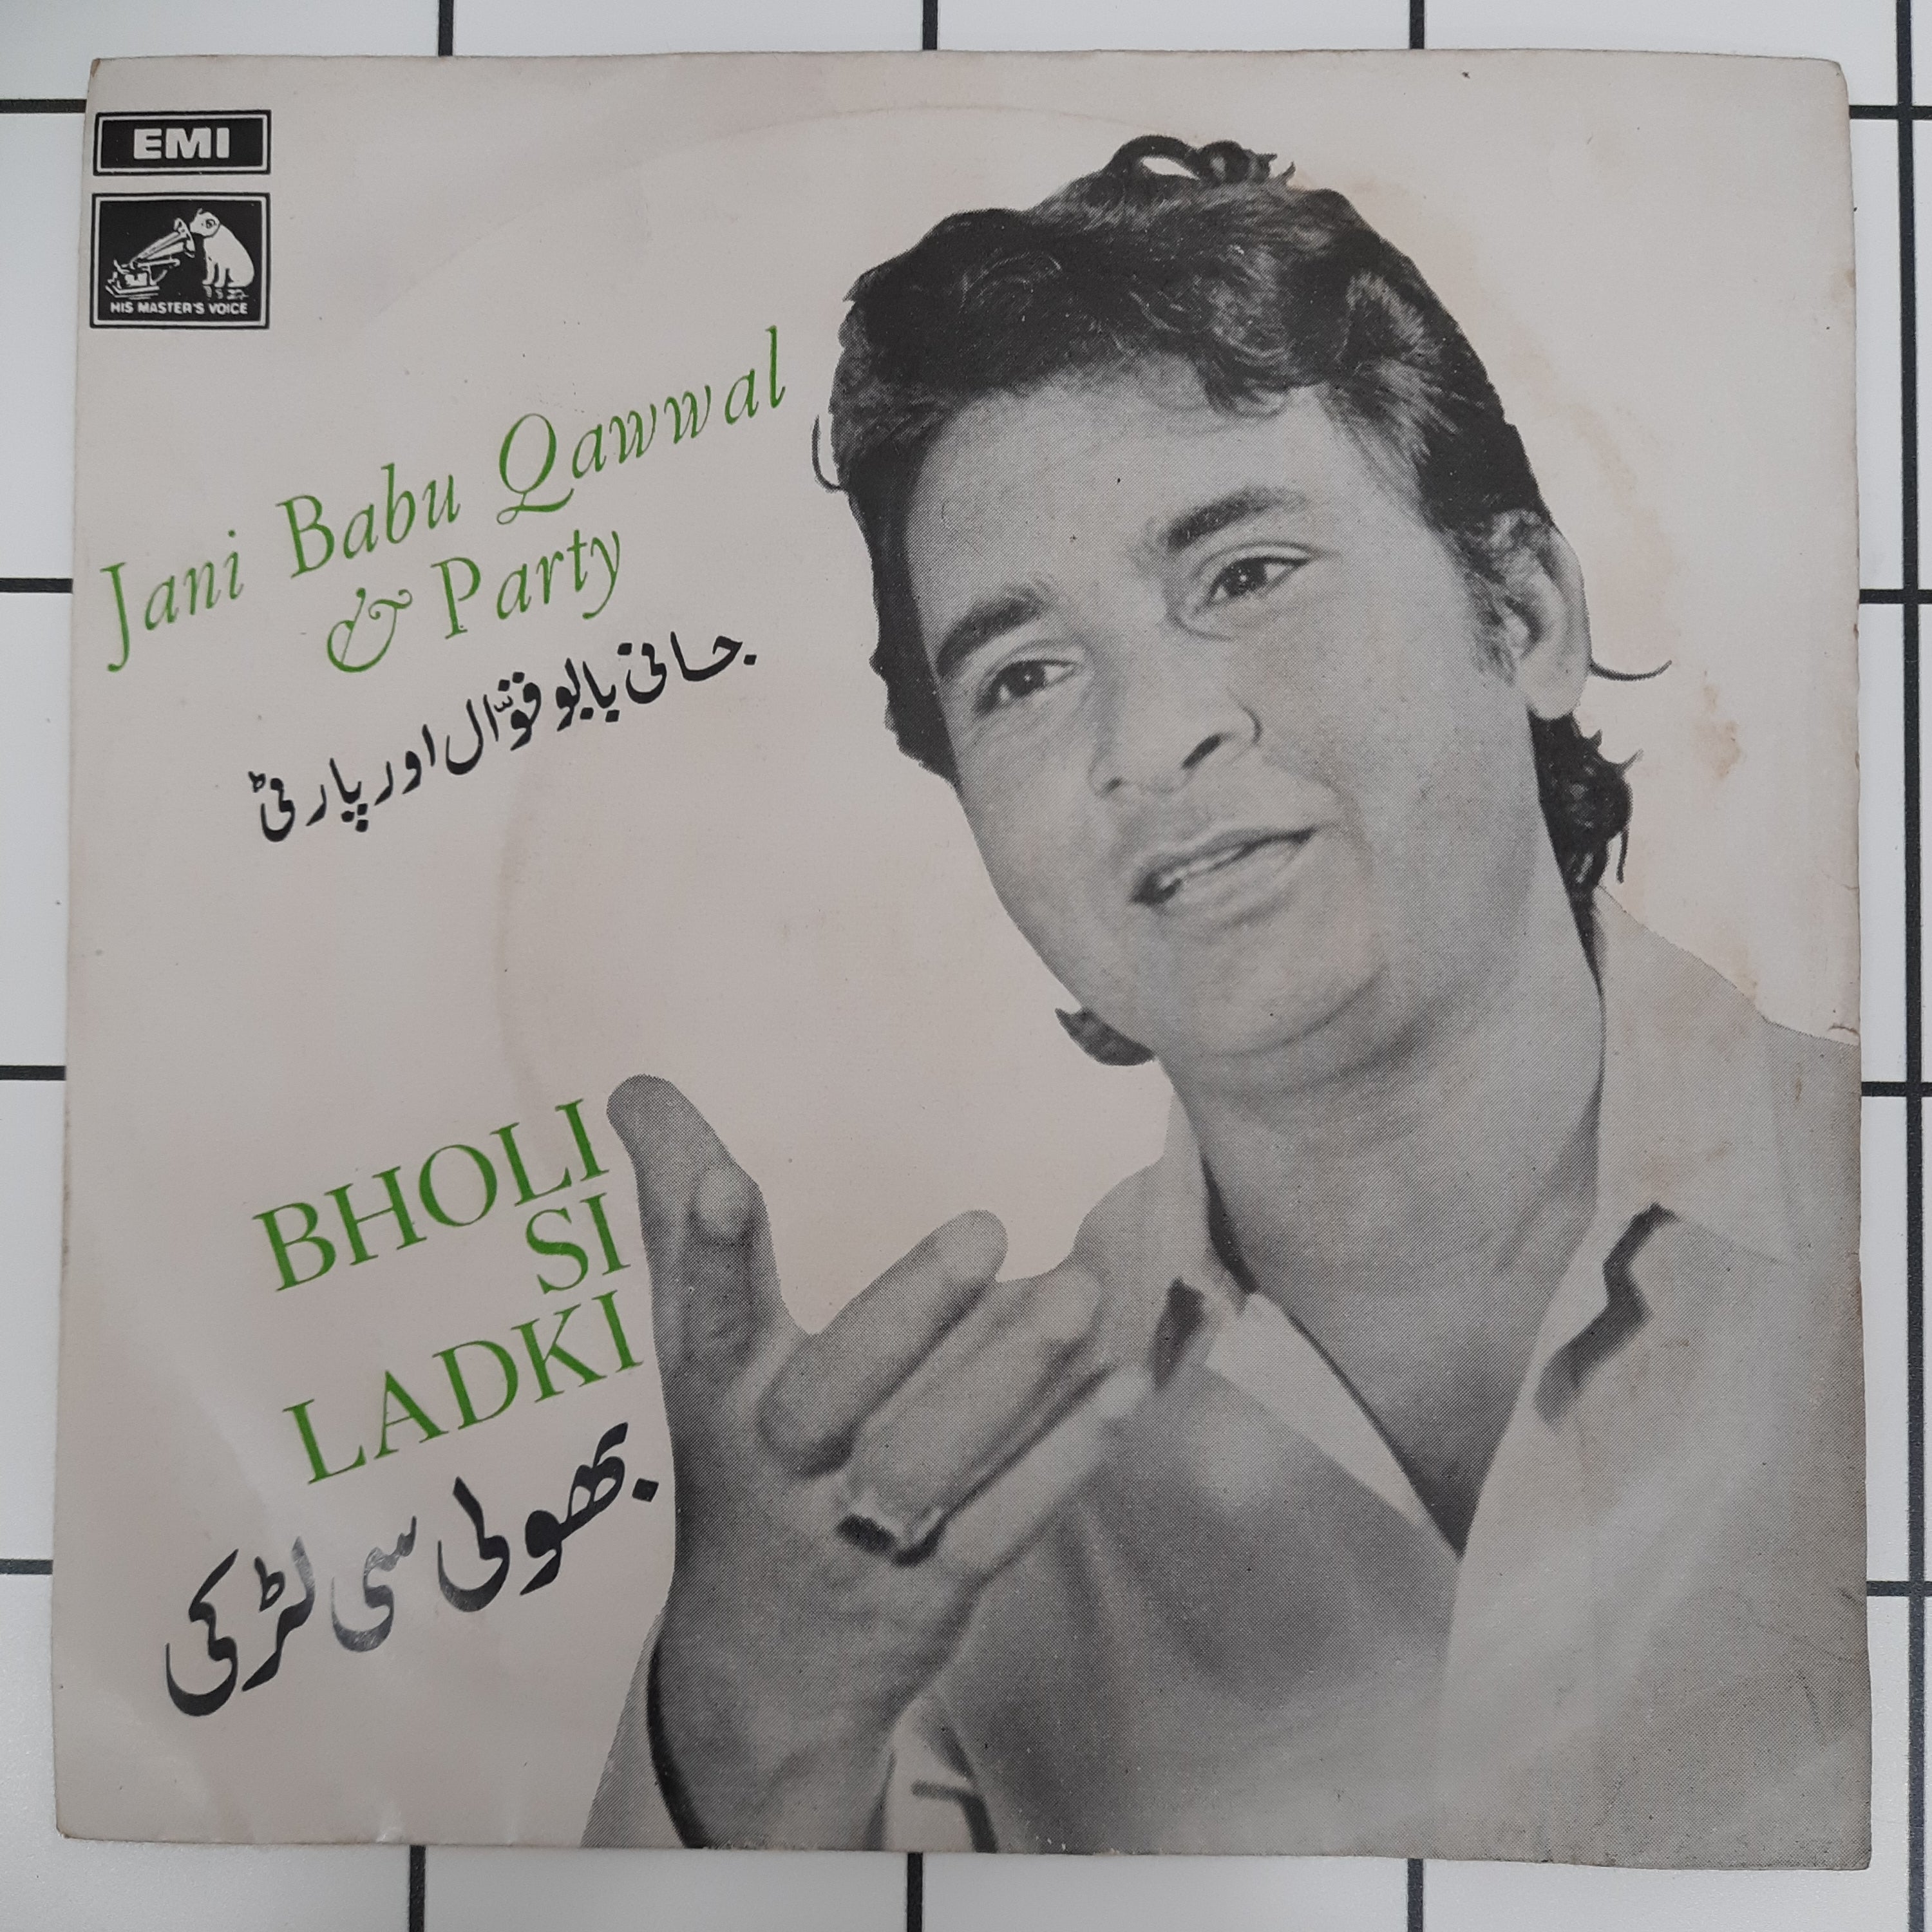 EMI
HIS MASTER'S VOICE
Jani Babu Qawwal
& Party
جانی بابو قوّال اور پارٹی
BHOLI
SI
LADKI
بھولی سی لڑکی